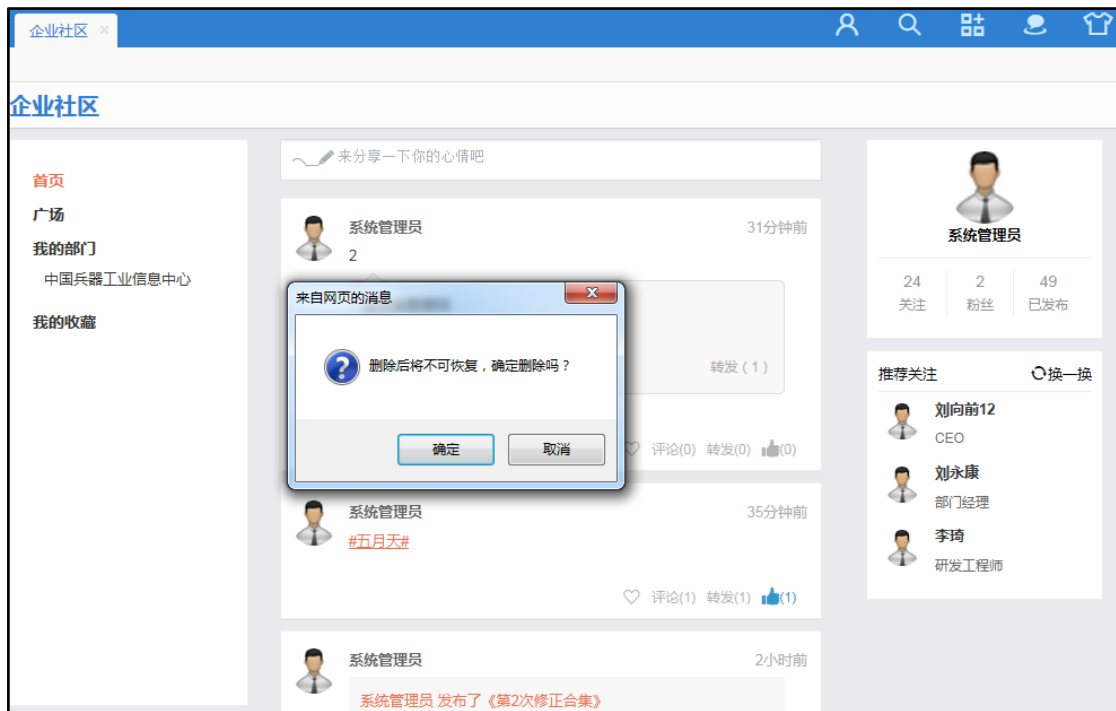 企业社区 ×
企业社区
首页
广场
我的部门
中国兵器工业信息中心
我的收藏
来分享一下你的心情吧
系统管理员
31分钟前
2
来自网页的消息
删除后将不可恢复，确定删除吗？
确定
取消
转发（1）
评论(0) 转发(0) (0)
系统管理员
35分钟前
#五月天#
评论(1) 转发(1) (1)
系统管理员
2小时前
系统管理员 发布了《第2次修正合集》
系统管理员
24 2 49
关注 粉丝 已发布
推荐关注 换一换
刘向前12
CEO
刘永康
部门经理
李琦
研发工程师